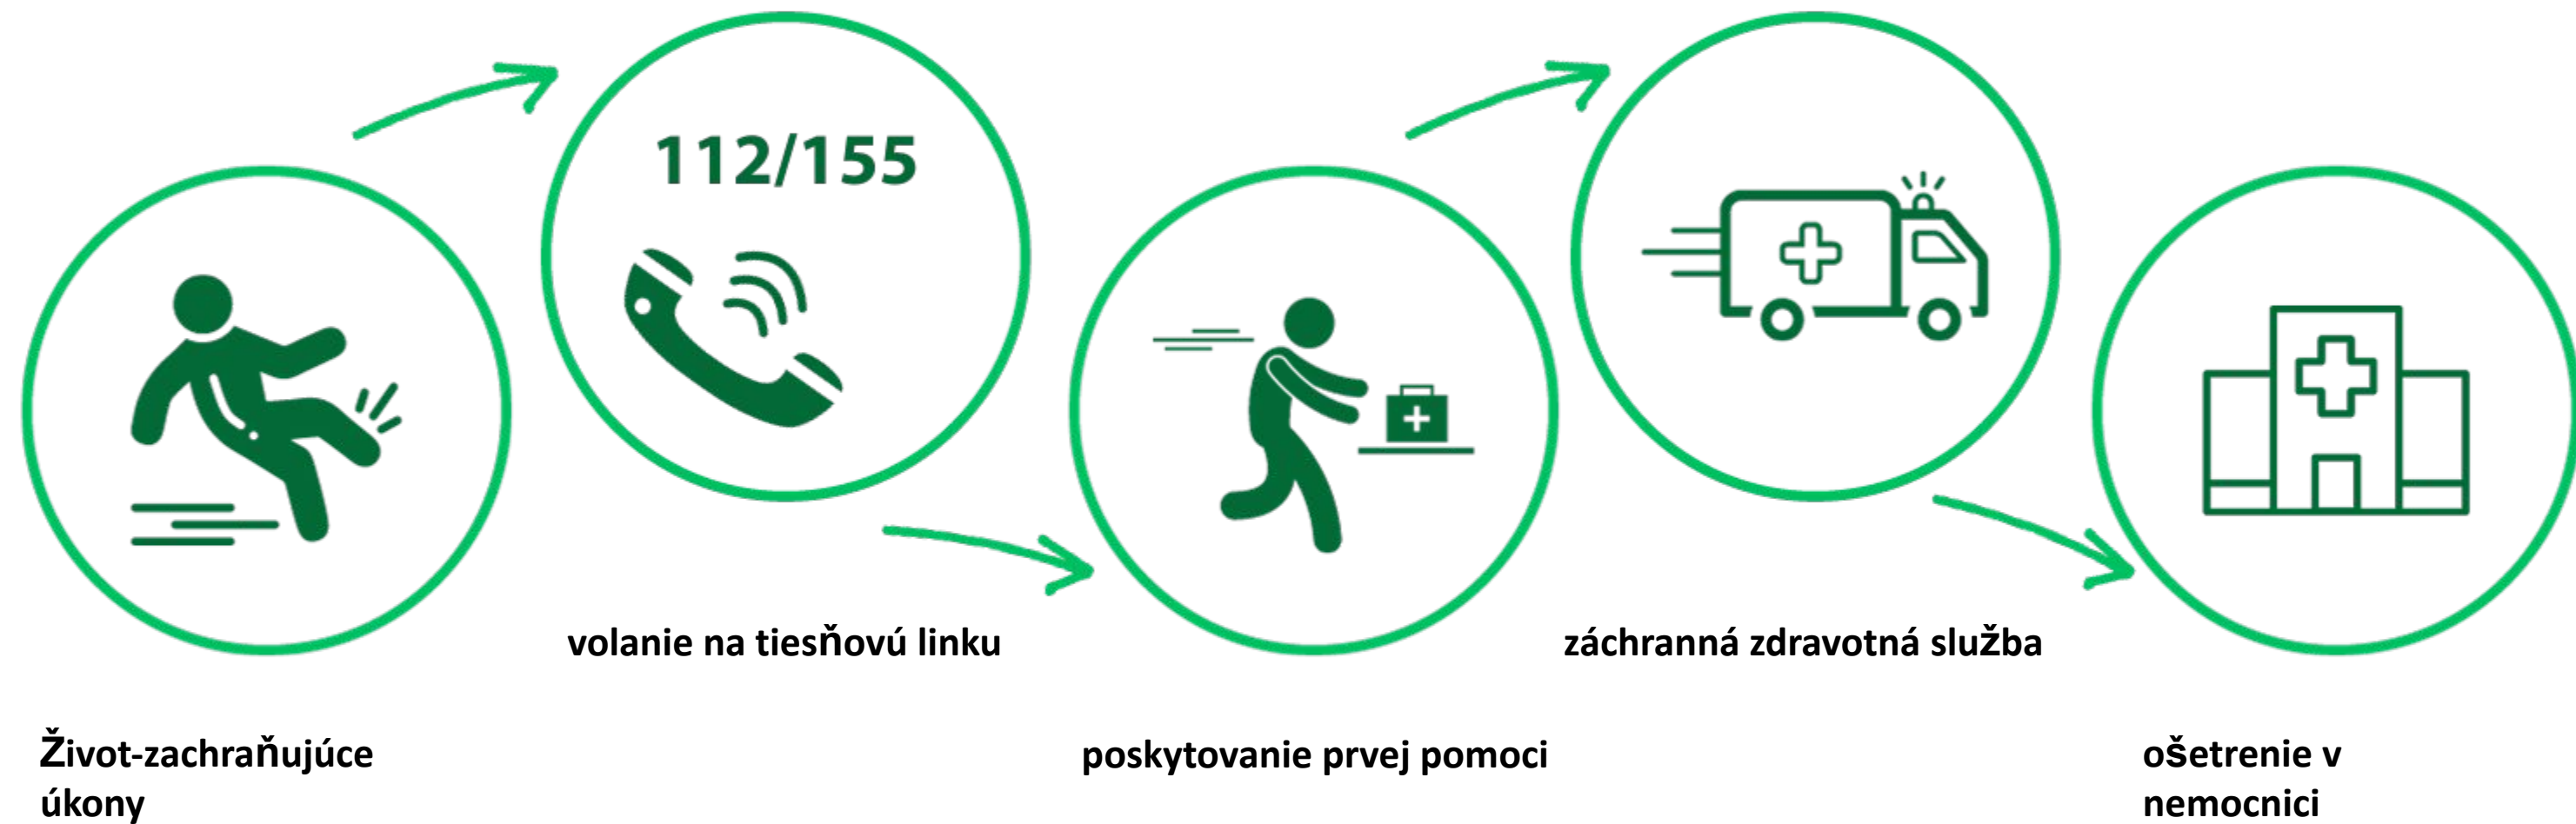 112/155
volanie na tiesňovú linku
záchranná zdravotná služba
Život-zachraňujúce
úkony
poskytovanie prvej pomoci
ošetrenie v
nemocnici